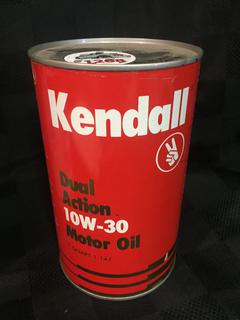 Kendall
Dual
Action
10W-30
Motor Oil